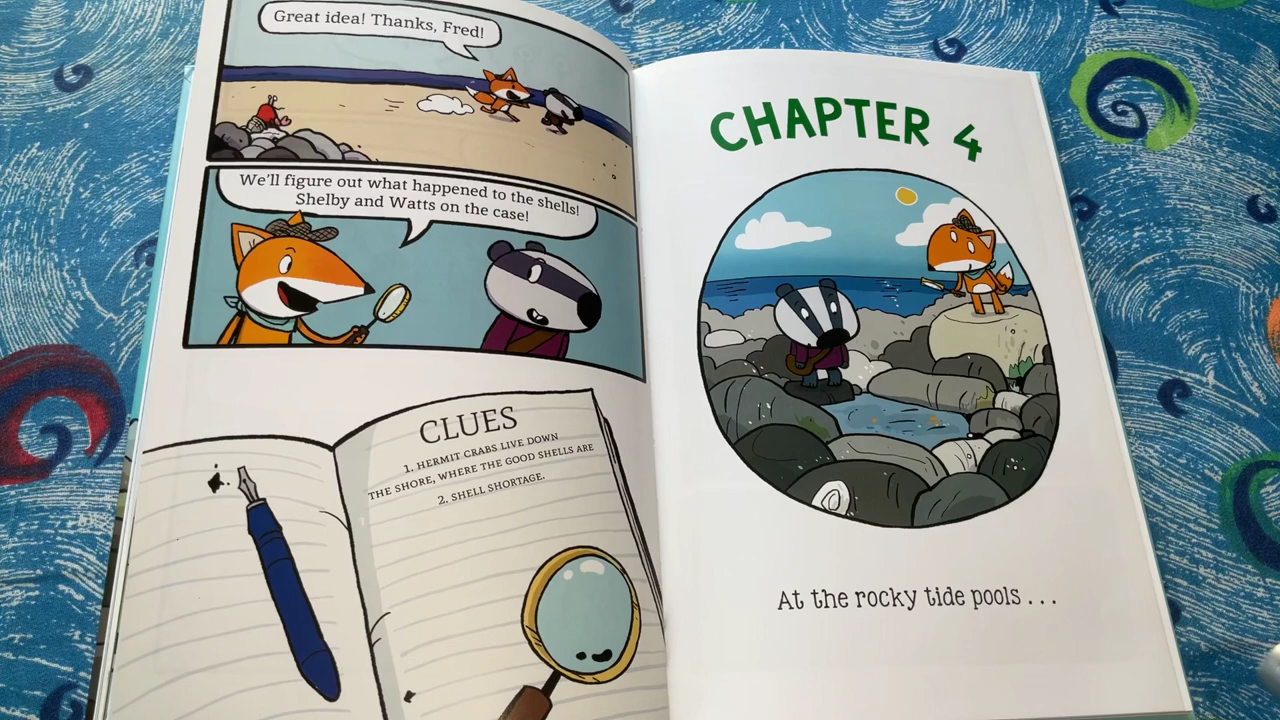 Great idea! Thanks, Fred!
We'll figure out what happened to the shells!
Shelby and Watts on the case!
CLUES
1. HERMIT CRABS LIVE DOWN
THE SHORE, WHERE THE GOOD SHELLS ARE
2. SHELL SHORTAGE.
CHAPTER 4
At the rocky tide pools . . .